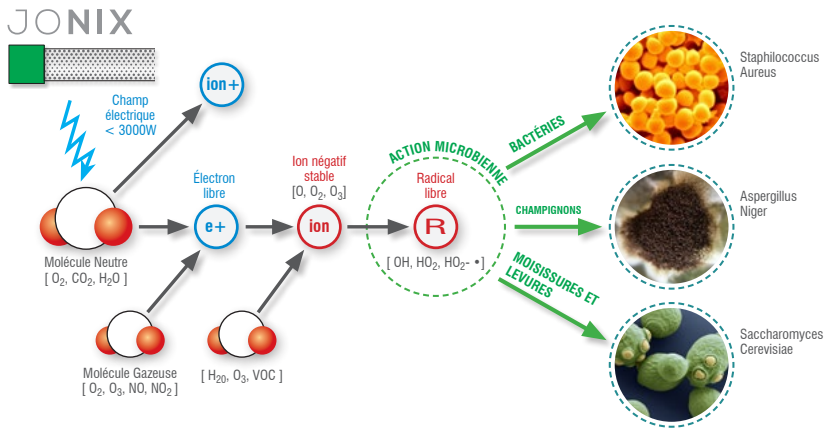 JONIX
Champ
électrique
< 3000W
ion+
Électron
libre
e+
Ion négatif
stable
[O, O₂, O₃]
ion
ACTION MICROBIENNE
Radical
libre
R
[ OH, HO₂, HO₂- • ]
BACTÉRIES
CHAMPIGNONS
MOISISSURES ET
LEVURES
Staphilococcus
Aureus
Aspergillus
Niger
Saccharomyces
Cerevisiae
Molécule Neutre
[ O₂, CO₂, H₂O ]
Molécule Gazeuse
[ O₂, O₃, NO, NO₂ ]
[ H₂₀, O₃, VOC ]